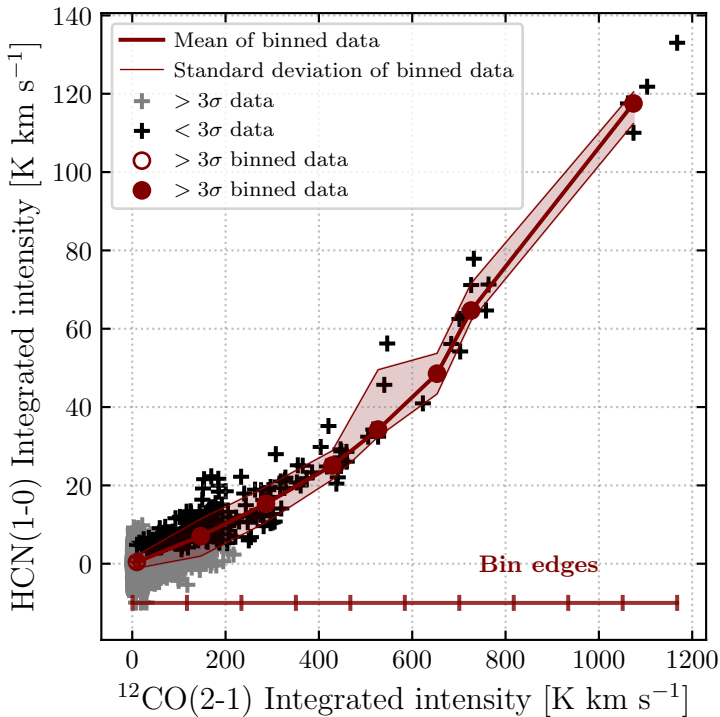 140
120
100
80
60
40
20
0
HCN(1-0) Integrated intensity [K km s⁻¹]
Mean of binned data
Standard deviation of binned data
> 3σ data
< 3σ data
> 3σ binned data
> 3σ binned data
Bin edges
0 200 400 600 800 1000 1200
¹²CO(2-1) Integrated intensity [K km s⁻¹]